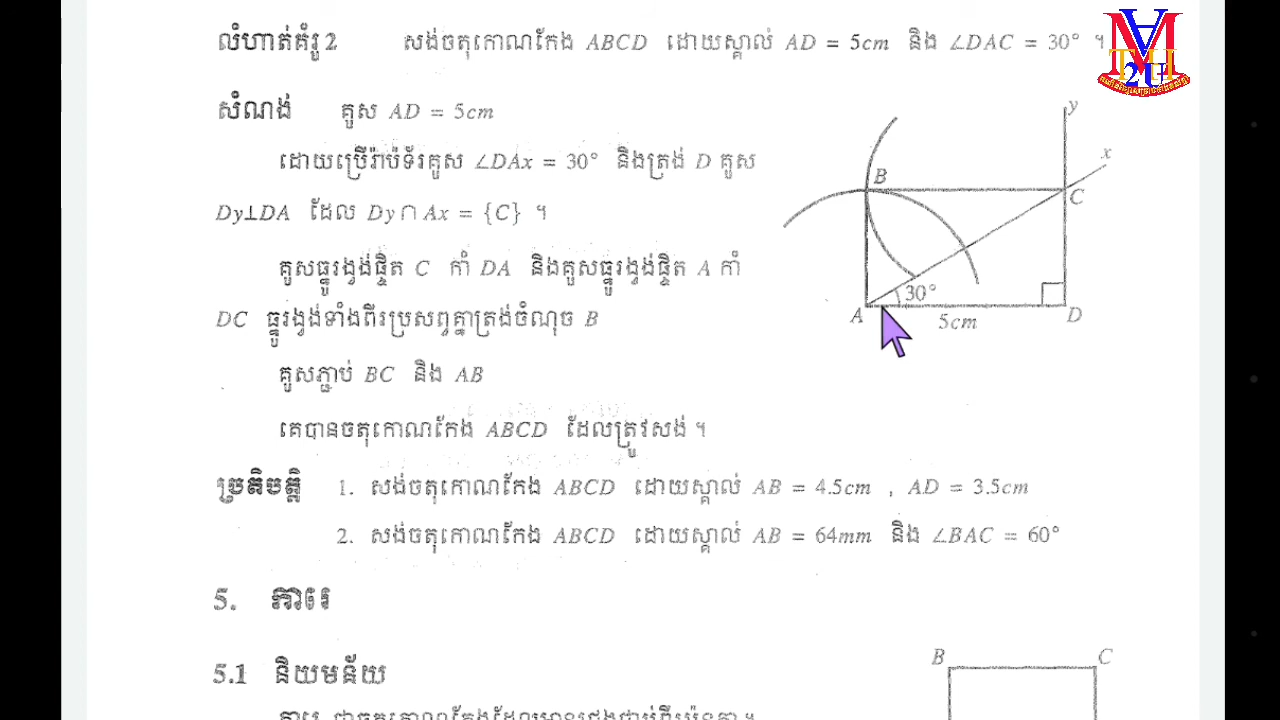 លំហាត់គំរូ 2 សង់ចតុកោណកែង ABCD ដោយស្គាល់ AD = 5cm និង ∠DAC = 30° ។
សំណង់ គូស AD = 5cm
ដោយប្រើរ៉ាប់ទ័រគូស ∠DAx = 30° និងត្រង់ D គូស
Dy⊥DA ដែល Dy∩Ax = {C} ។
គូសធ្នូរង្វង់ផ្ចិត C កាំ DA និងគូសធ្នូរង្វង់ផ្ចិត A កាំ
DC ធ្នូរង្វង់ទាំងពីរប្រសព្វគ្នាត្រង់ចំណុច B
គូសភ្ជាប់ BC និង AB
គេបានចតុកោណកែង ABCD ដែលត្រូវសង់ ។
y
x
B
C
30°
A
5cm
D
ប្រតិបត្តិ 1. សង់ចតុកោណកែង ABCD ដោយស្គាល់ AB = 4.5cm , AD = 3.5cm
2. សង់ចតុកោណកែង ABCD ដោយស្គាល់ AB = 64mm និង ∠BAC = 60°
5. ការេ
5.1 និយមន័យ
B C